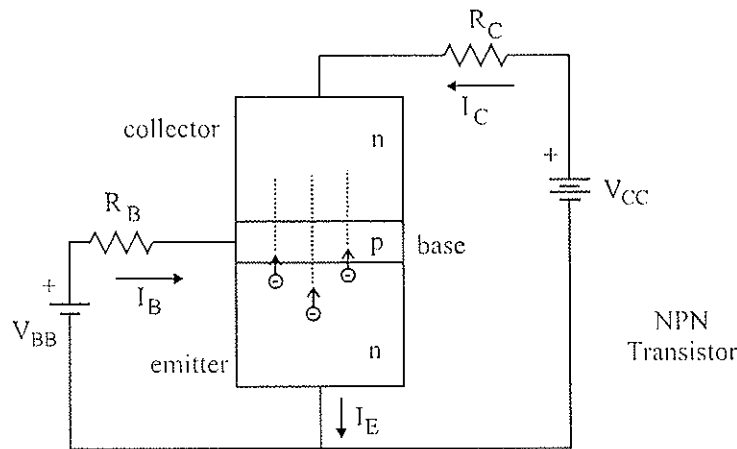 R_C
I_C
collector
n
+
V_CC
R_B
p
base
+
I_B
V_BB
n
NPN
Transistor
emitter
I_E